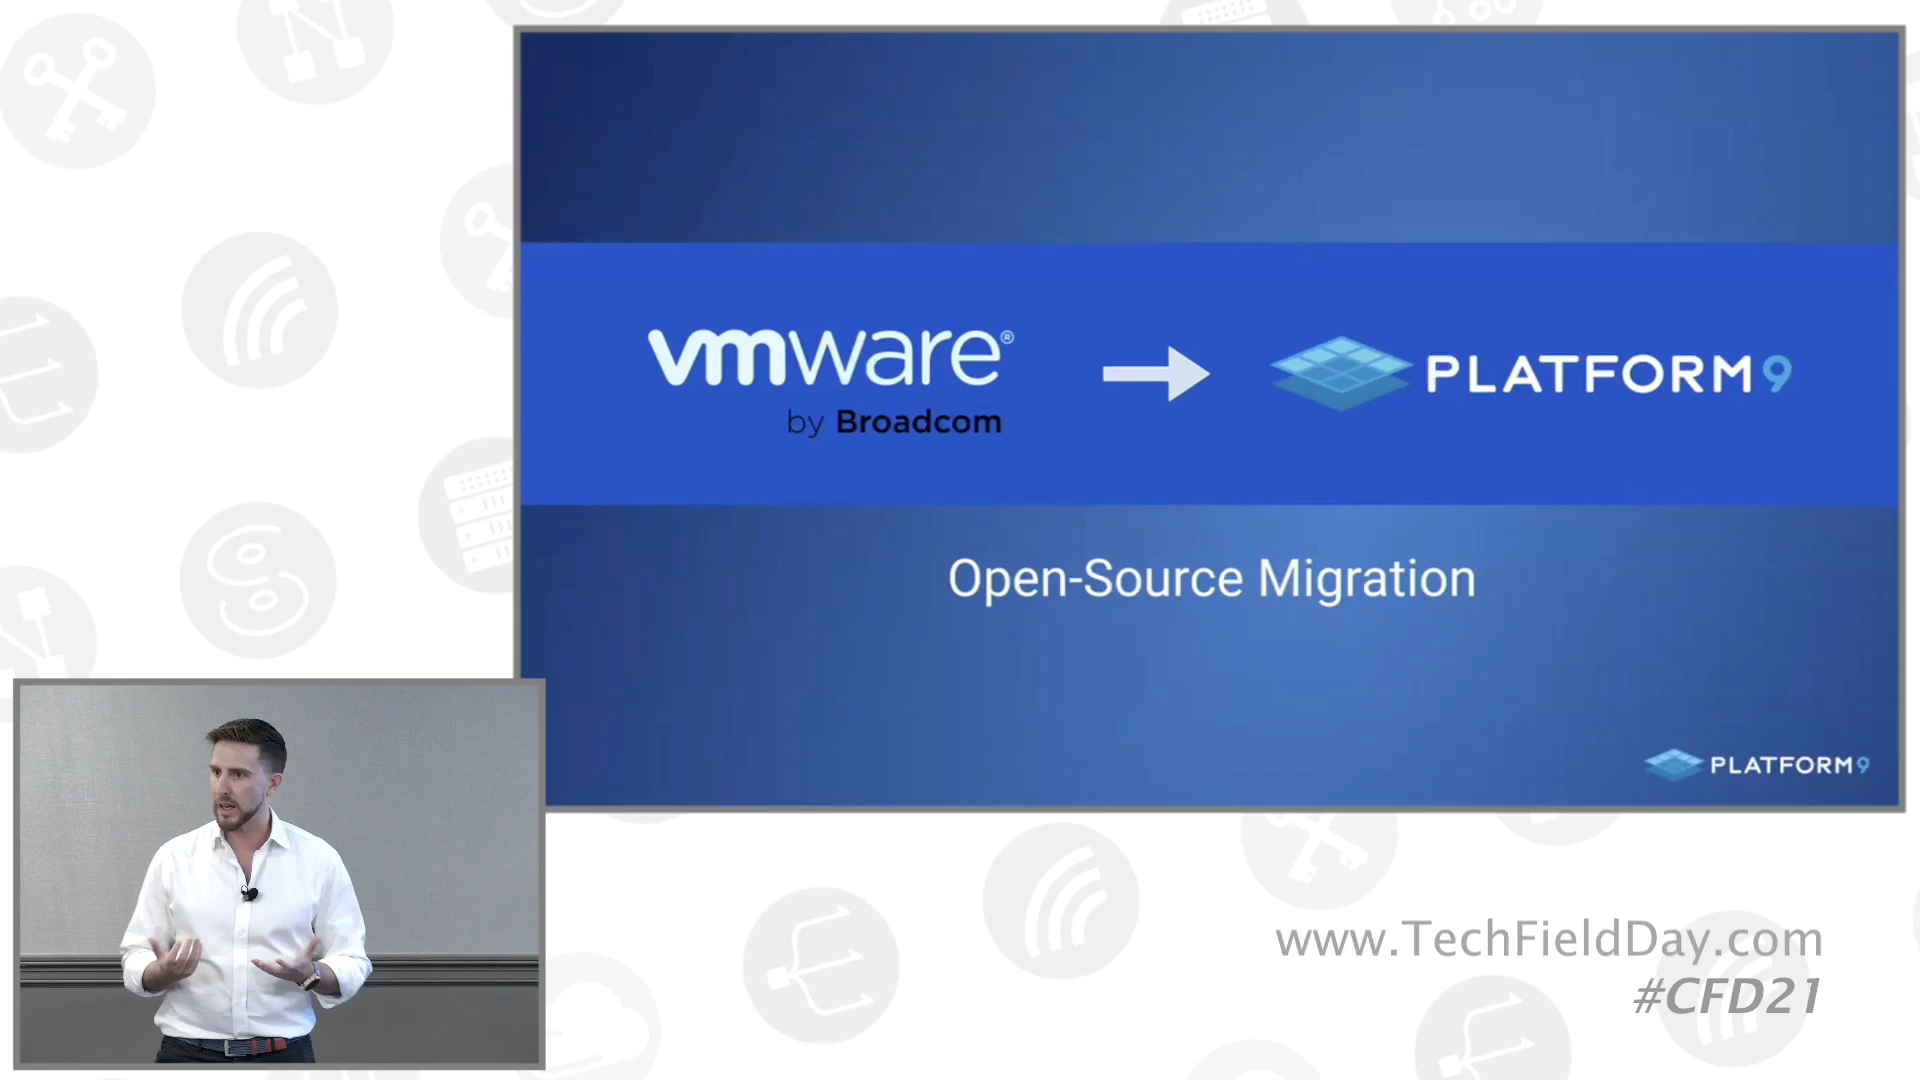 vmware®
by Broadcom
PLATFORM9
Open-Source Migration
PLATFORM9
www.TechFieldDay.com
#CFD21